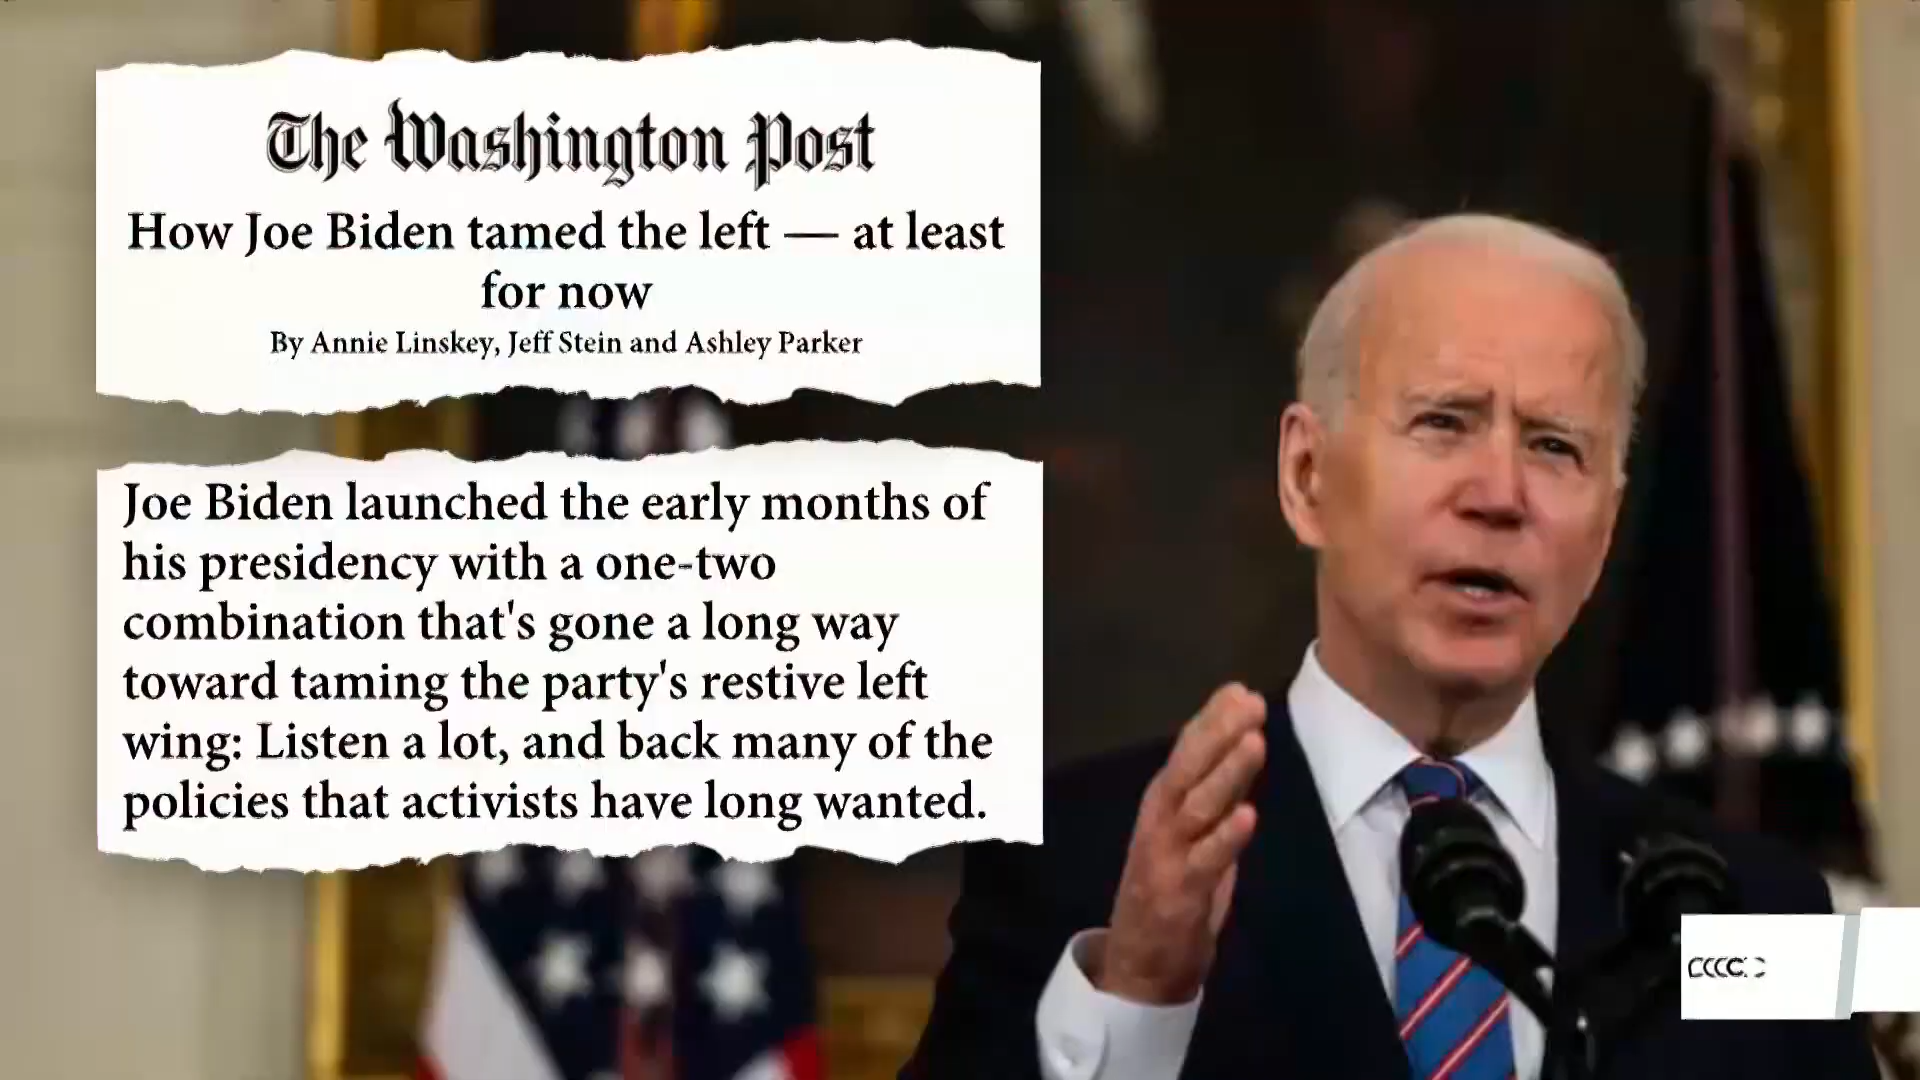 The Washington Post
How Joe Biden tamed the left — at least
for now
By Annie Linskey, Jeff Stein and Ashley Parker
Joe Biden launched the early months of
his presidency with a one-two
combination that's gone a long way
toward taming the party's restive left
wing: Listen a lot, and back many of the
policies that activists have long wanted.